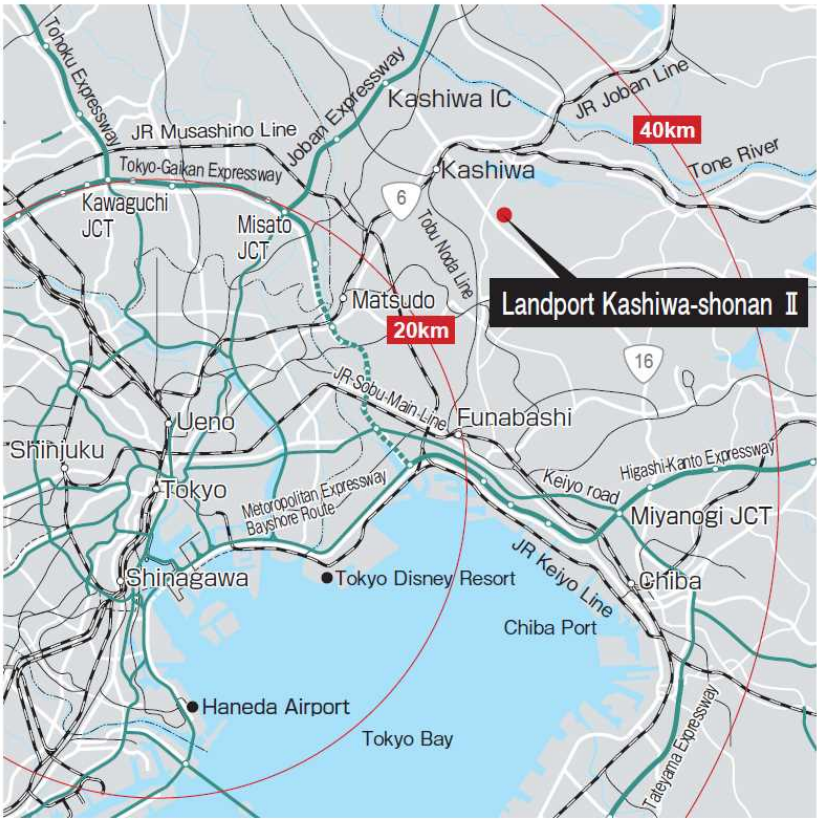 Tohoku Expressway
JR Musashino Line
Tokyo-Gaikan Expressway
Kawaguchi
JCT
Misato
JCT
Joban Expressway
Kashiwa IC
JR Joban Line
40km
Tone River
Kashiwa
6
Tobu Noda Line
Landport Kashiwa-shonan Ⅱ
Matsudo
20km
16
JR-Sobu-Main-Line
Funabashi
Ueno
Shinjuku
Tokyo
Metoropolitan Expressway
Bayshore Route
Keiyo road
Higashi-Kanto Expressway
Miyanogi JCT
JR Keiyo Line
Shinagawa
Tokyo Disney Resort
Chiba
Chiba Port
Haneda Airport
Tokyo Bay
Tateyama Expressway